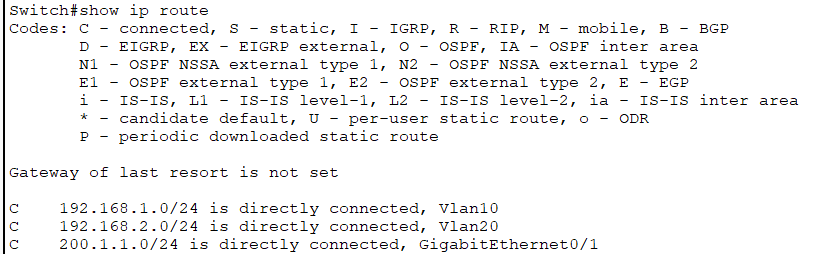 Switch#show ip route
Codes: C - connected, S - static, I - IGRP, R - RIP, M - mobile, B - BGP
D - EIGRP, EX - EIGRP external, O - OSPF, IA - OSPF inter area
N1 - OSPF NSSA external type 1, N2 - OSPF NSSA external type 2
E1 - OSPF external type 1, E2 - OSPF external type 2, E - EGP
i - IS-IS, L1 - IS-IS level-1, L2 - IS-IS level-2, ia - IS-IS inter area
* - candidate default, U - per-user static route, o - ODR
P - periodic downloaded static route
Gateway of last resort is not set
C 192.168.1.0/24 is directly connected, Vlan10
C 192.168.2.0/24 is directly connected, Vlan20
C 200.1.1.0/24 is directly connected, GigabitEthernet0/1